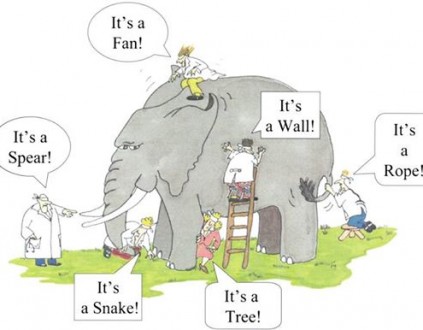 It's a
Fan!
It's
a Wall!
It's a
Spear!
It's
a
Rope!
It's
a Snake!
It's a
Tree!